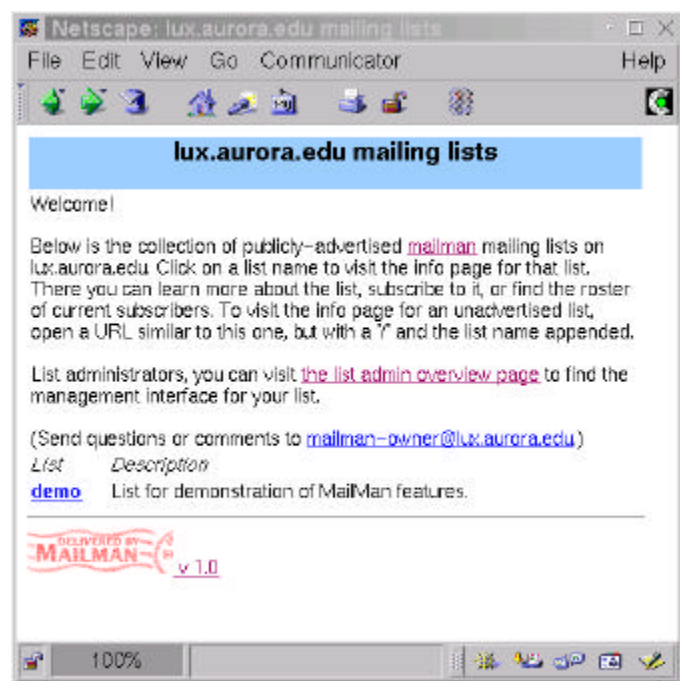 Netscape: lux.aurora.edu mailing lists
File Edit View Go Communicator Help
lux.aurora.edu mailing lists
Welcome!
Below is the collection of publicly-advertised mailman mailing lists on
lux.aurora.edu. Click on a list name to visit the info page for that list.
There you can learn more about the list, subscribe to it, or find the roster
of current subscribers. To visit the info page for an unadvertised list,
open a URL similar to this one, but with a '/' and the list name appended.
List administrators, you can visit the list admin overview page to find the
management interface for your list.
(Send questions or comments to mailman-owner@lux.aurora.edu.)
List Description
demo List for demonstration of MailMan features.
DELIVERED BY
MAILMAN
v 1.0
100%